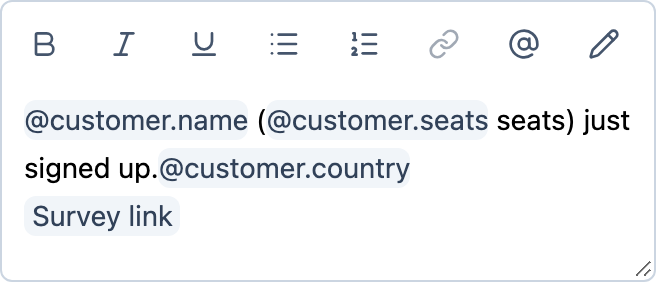 @customer.name (@customer.seats seats) just
signed up.@customer.country
Survey link